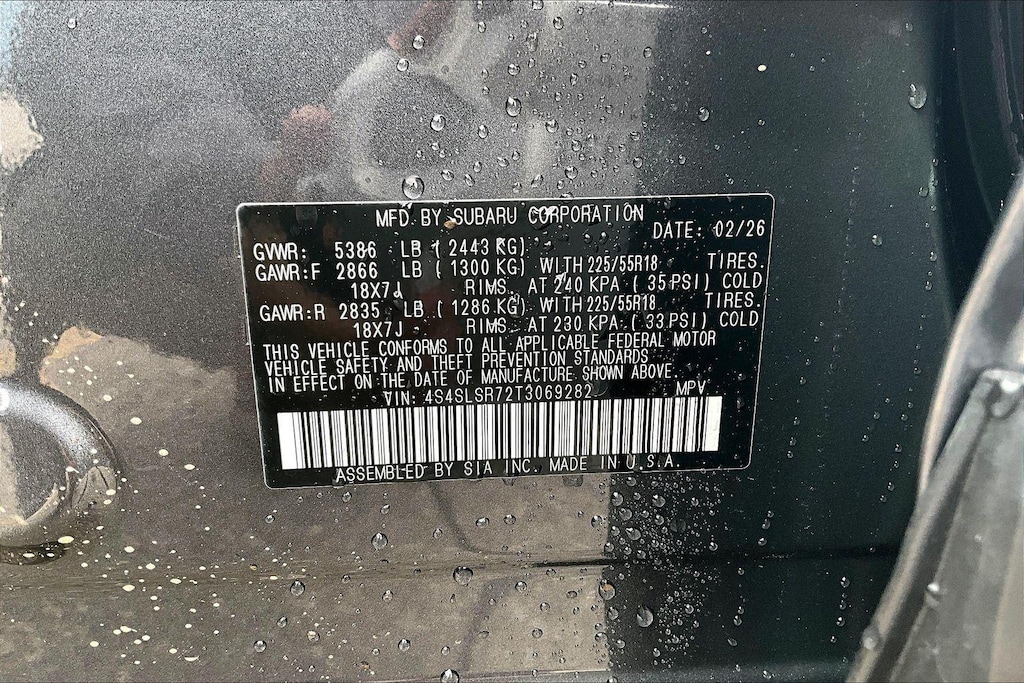 MFD. BY SUBARU CORPORATION
DATE: 02/26
GVWR: 5386 LB ( 2443 KG)
GAWR:F 2866 LB ( 1300 KG) WITH 225/55R18 TIRES.
18X7J RIMS. AT 240 KPA ( 35 PSI) COLD
GAWR:R 2835 LB ( 1286 KG) WITH 225/55R18 TIRES.
18X7J RIMS. AT 230 KPA ( 33 PSI) COLD
THIS VEHICLE CONFORMS TO ALL APPLICABLE FEDERAL MOTOR
VEHICLE SAFETY AND THEFT PREVENTION STANDARDS
IN EFFECT ON THE DATE OF MANUFACTURE SHOWN ABOVE.
VIN: 4S4SLSR72T3069282 MPV
ASSEMBLED BY SIA INC. MADE IN U.S.A.